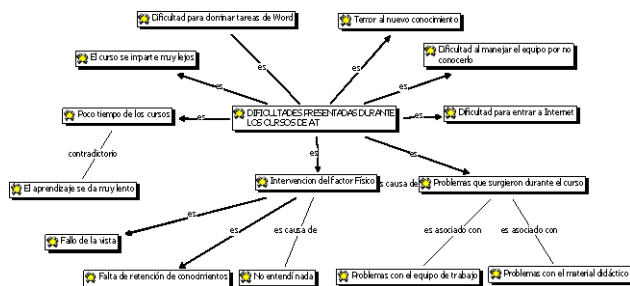 Dificultad para dominar tareas de Word
Temor al nuevo conocimiento
El curso se imparte muy lejos
Dificultad al manejar el equipo por no
conocerlo
es
es
es
es
Poco tiempo de los cursos
es
DIFICULTADES PRESENTADAS DURANTE
LOS CURSOS DE AT
es
Dificultad para entrar a Internet
contradictorio
es
es
El aprendizaje se da muy lento
Intervencion del factor Físico
es causa de
Problemas que surgieron durante el curso
es
es
es causa de
es asociado con
es asociado con
Fallo de la vista
Falta de retención de conocimientos
No entendí nada
Problemas con el equipo de trabajo
Problemas con el material didáctico